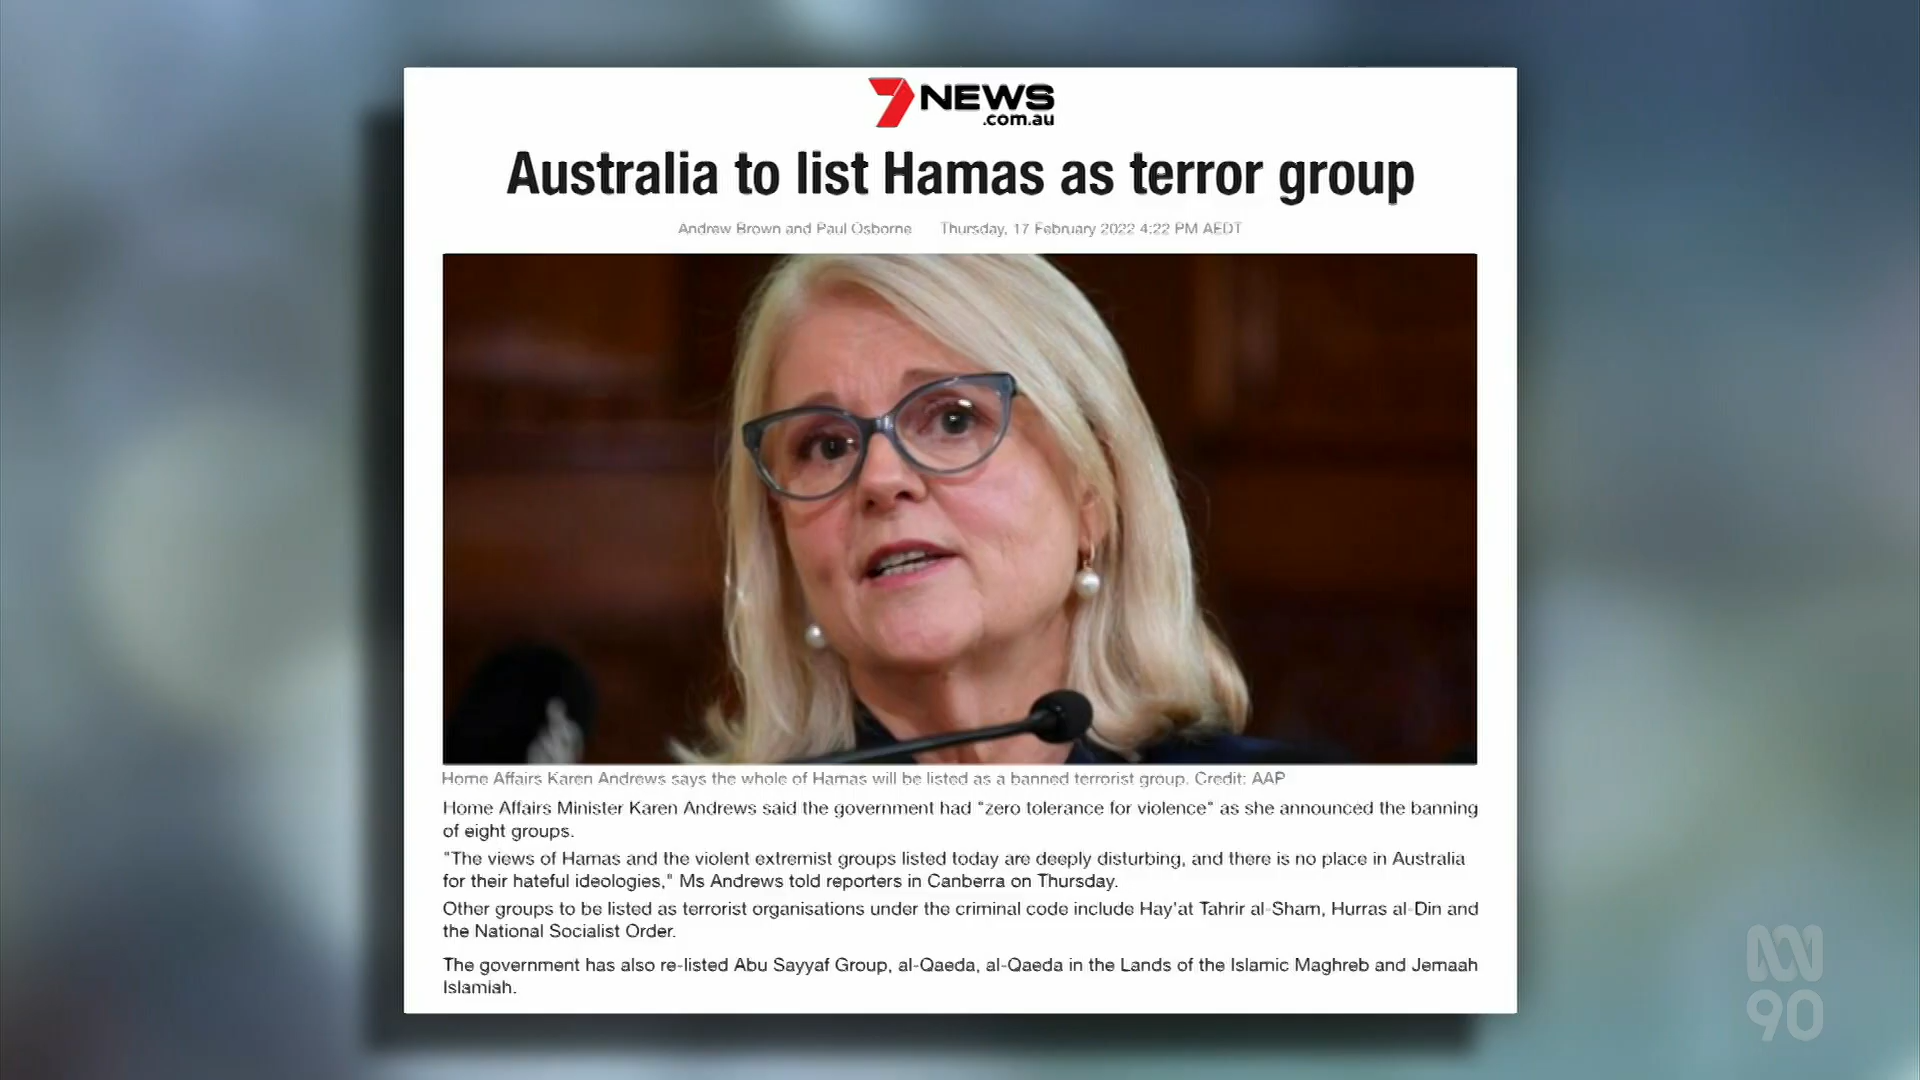 7NEWS
.com.au
Australia to list Hamas as terror group
Andrew Brown and Paul Osborne Thursday, 17 February 2022 4:22 PM AEDT
Home Affairs Karen Andrews says the whole of Hamas will be listed as a banned terrorist group. Credit: AAP
Home Affairs Minister Karen Andrews said the government had "zero tolerance for violence" as she announced the banning
of eight groups.
"The views of Hamas and the violent extremist groups listed today are deeply disturbing, and there is no place in Australia
for their hateful ideologies," Ms Andrews told reporters in Canberra on Thursday.
Other groups to be listed as terrorist organisations under the criminal code include Hay'at Tahrir al-Sham, Hurras al-Din and
the National Socialist Order.
The government has also re-listed Abu Sayyaf Group, al-Qaeda, al-Qaeda in the Lands of the Islamic Maghreb and Jemaah
Islamiah.
90